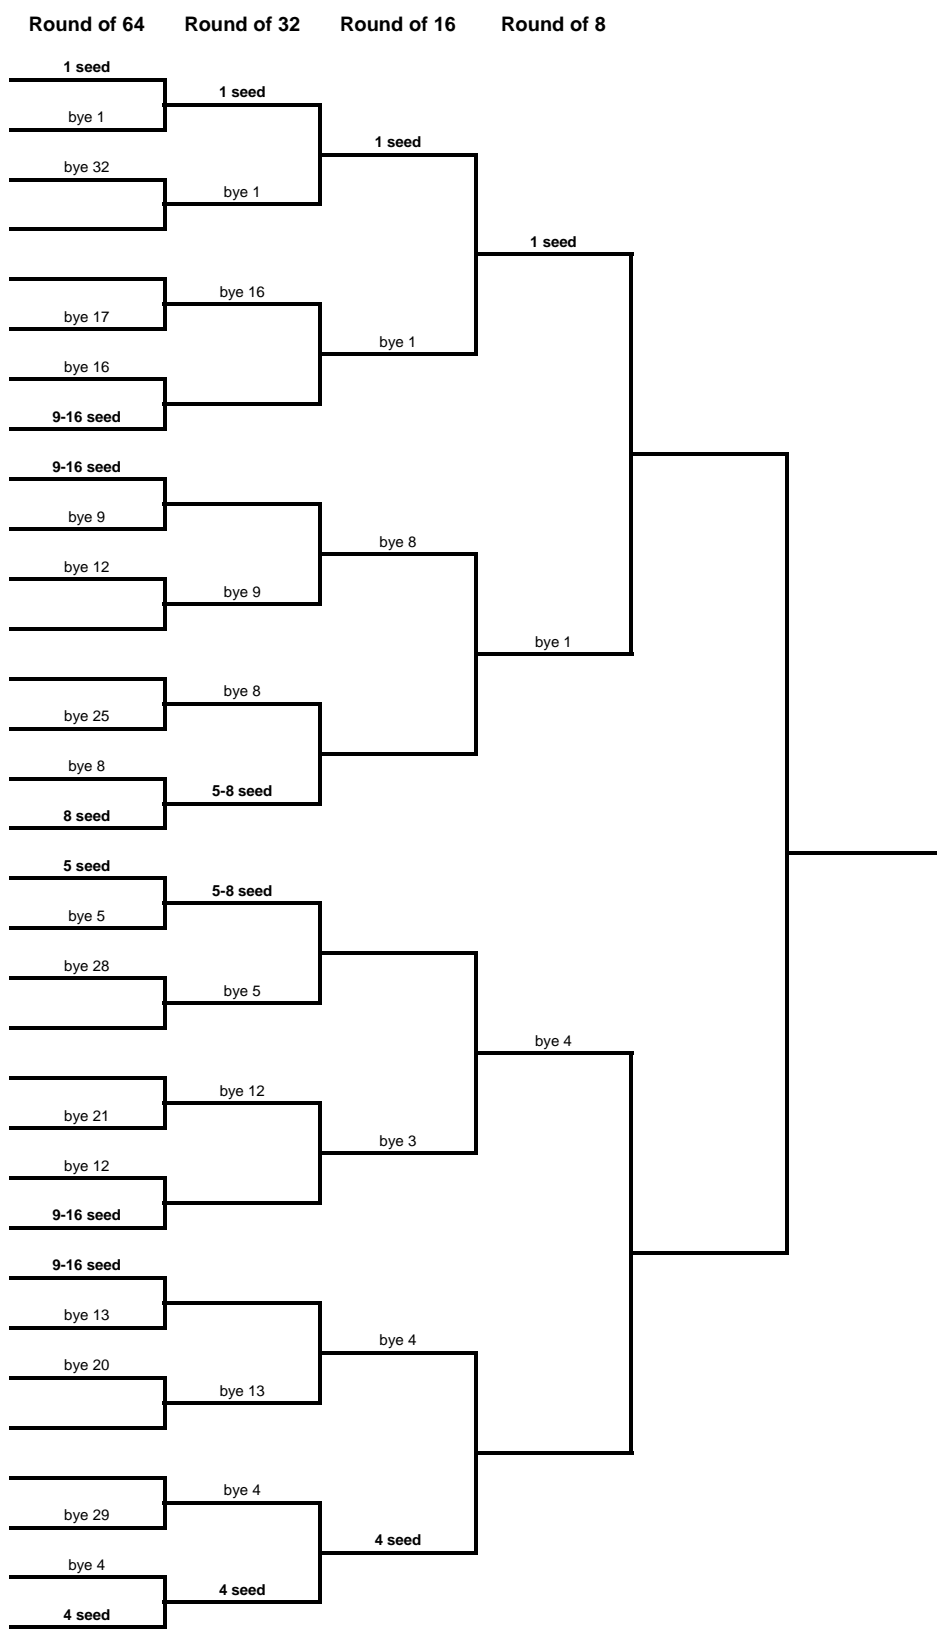 Round of 64 Round of 32 Round of 16 Round of 8
1 seed
1 seed
bye 1
1 seed
bye 32
bye 1
1 seed
bye 16
bye 17
bye 1
bye 16
9-16 seed
9-16 seed
bye 9
bye 8
bye 12
bye 9
bye 1
bye 8
bye 25
bye 8
5-8 seed
8 seed
5 seed
5-8 seed
bye 5
bye 28
bye 5
bye 4
bye 12
bye 21
bye 3
bye 12
9-16 seed
9-16 seed
bye 13
bye 4
bye 20
bye 13
bye 4
bye 29
4 seed
bye 4
4 seed
4 seed